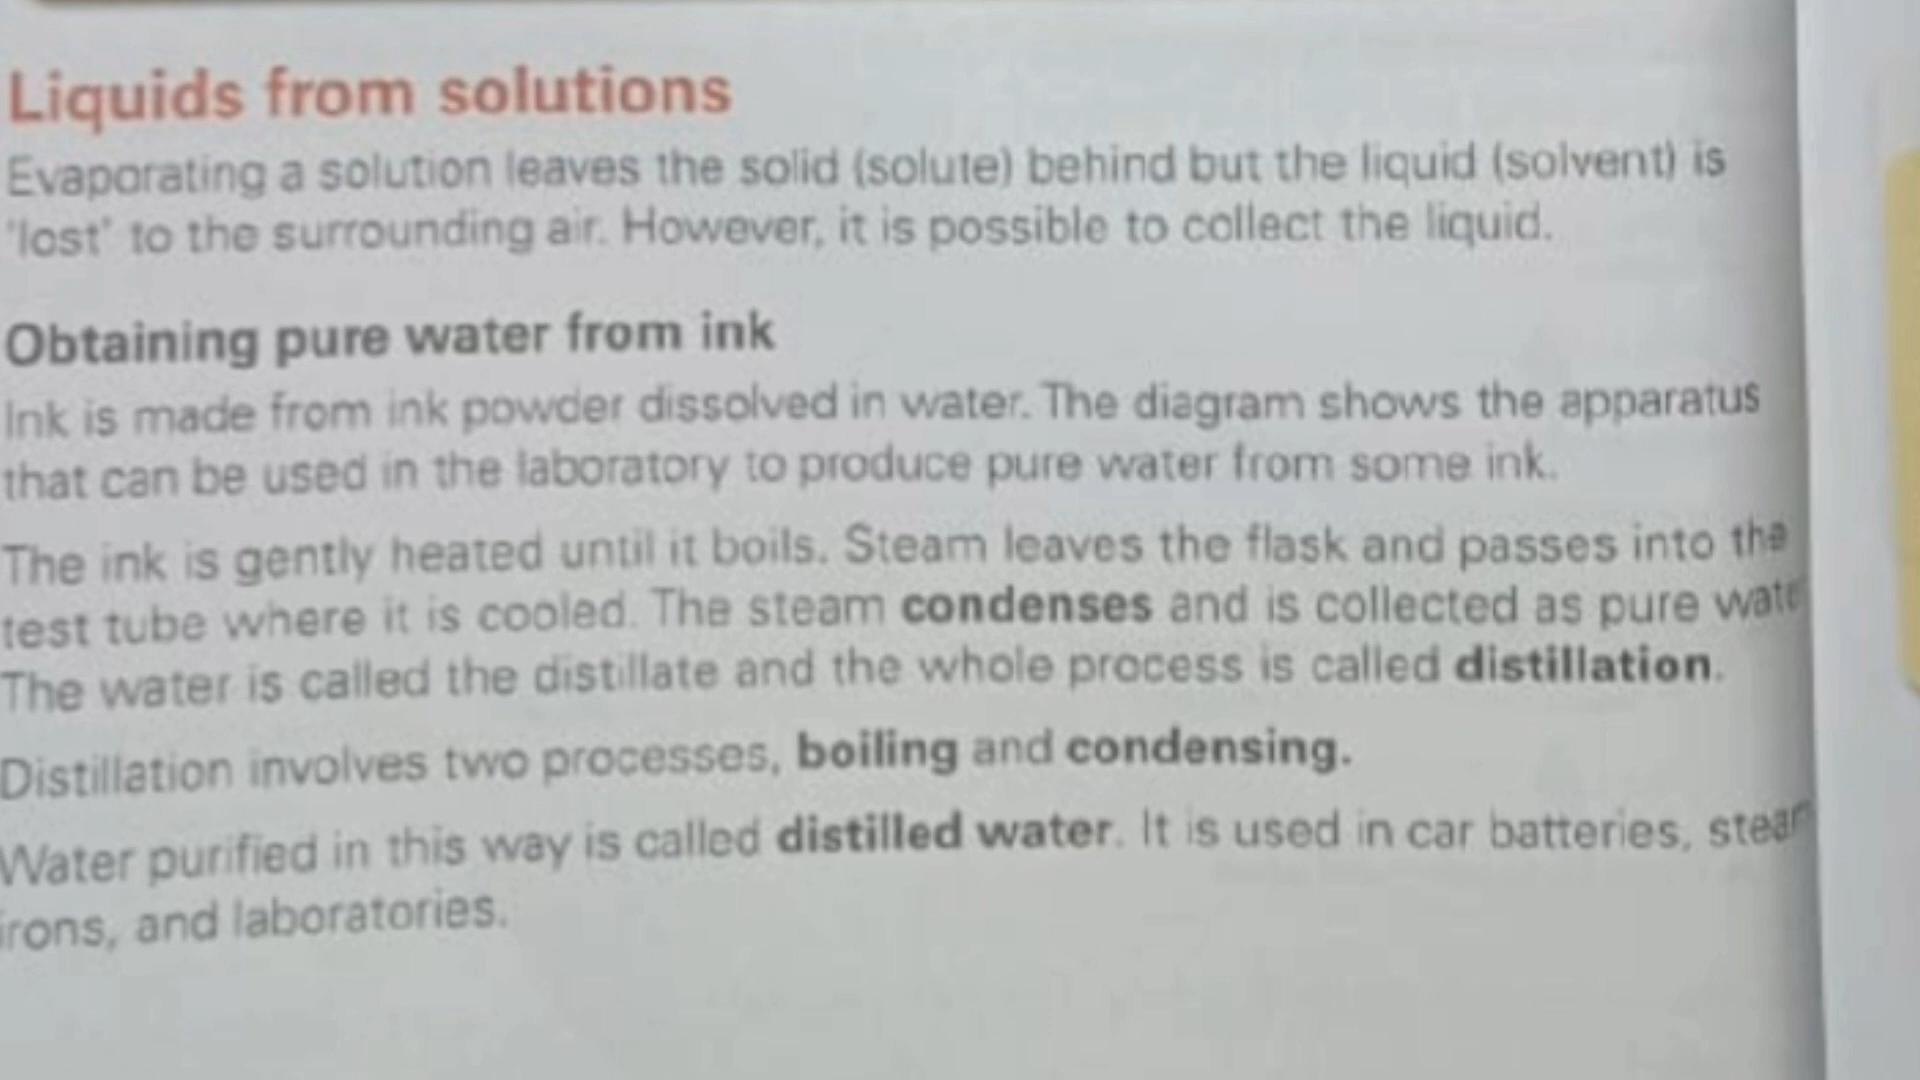 Liquids from solutions
Evaporating a solution leaves the solid (solute) behind but the liquid (solvent) is
'lost' to the surrounding air. However, it is possible to collect the liquid.
Obtaining pure water from ink
Ink is made from ink powder dissolved in water. The diagram shows the apparatus
that can be used in the laboratory to produce pure water from some ink.
The ink is gently heated until it boils. Steam leaves the flask and passes into the
test tube where it is cooled. The steam condenses and is collected as pure wate
The water is called the distillate and the whole process is called distillation.
Distillation involves two processes, boiling and condensing.
Water purified in this way is called distilled water. It is used in car batteries, stea
irons, and laboratories.